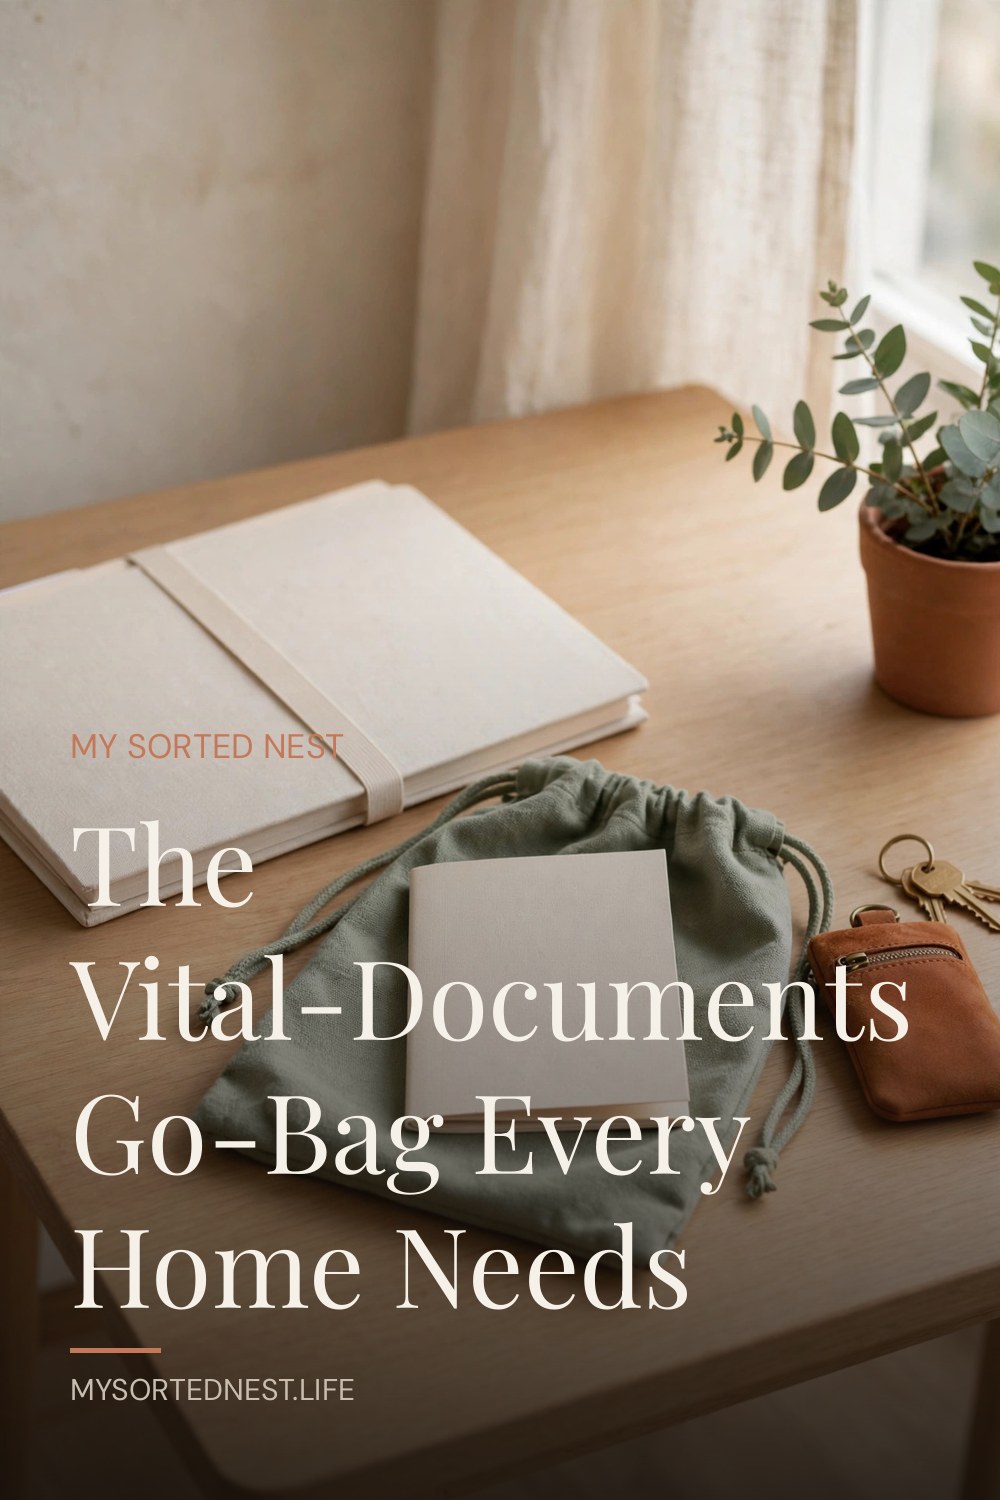 MY SORTED NEST
The
Vital-Documents
Go-Bag Every
Home Needs
MYSORTEDNEST.LIFE